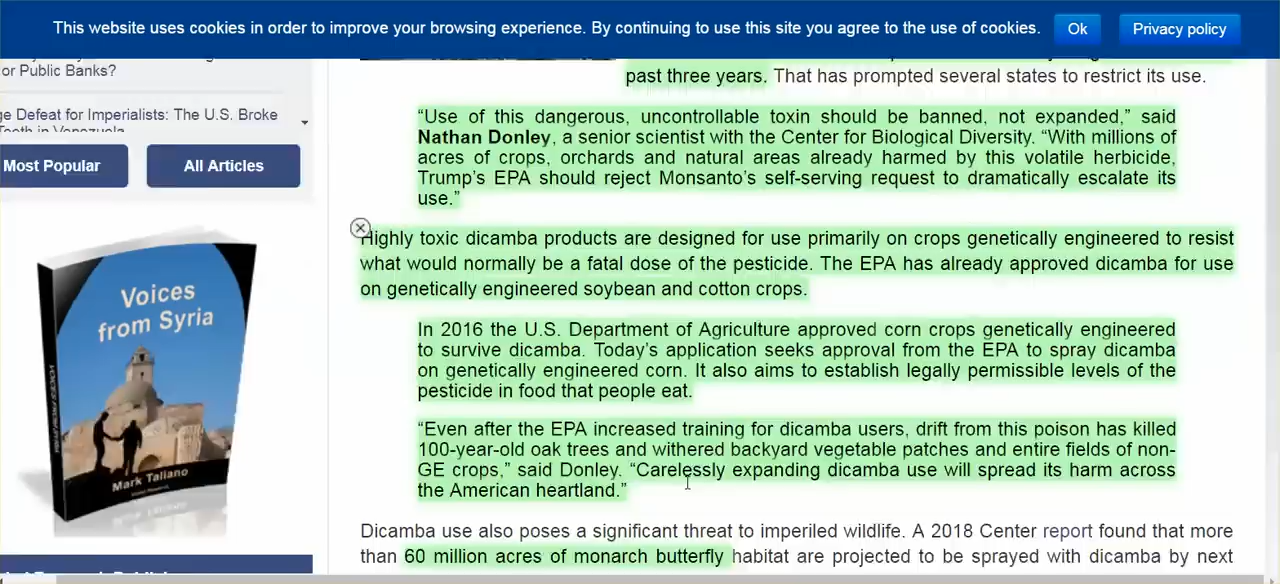 This website uses cookies in order to improve your browsing experience. By continuing to use this site you agree to the use of cookies.
Ok
Privacy policy
or Public Banks?
Defeat for Imperialists: The U.S. Broke
Teeth in Venezuela
Most Popular
All Articles
Voices
from Syria
Mark Taliano
past three years. That has prompted several states to restrict its use.
“Use of this dangerous, uncontrollable toxin should be banned, not expanded,” said
Nathan Donley, a senior scientist with the Center for Biological Diversity. “With millions of
acres of crops, orchards and natural areas already harmed by this volatile herbicide,
Trump’s EPA should reject Monsanto’s self-serving request to dramatically escalate its
use.”
Highly toxic dicamba products are designed for use primarily on crops genetically engineered to resist
what would normally be a fatal dose of the pesticide. The EPA has already approved dicamba for use
on genetically engineered soybean and cotton crops.
In 2016 the U.S. Department of Agriculture approved corn crops genetically engineered
to survive dicamba. Today’s application seeks approval from the EPA to spray dicamba
on genetically engineered corn. It also aims to establish legally permissible levels of the
pesticide in food that people eat.
“Even after the EPA increased training for dicamba users, drift from this poison has killed
100-year-old oak trees and withered backyard vegetable patches and entire fields of non-
GE crops,” said Donley. “Carelessly expanding dicamba use will spread its harm across
the American heartland.”
Dicamba use also poses a significant threat to imperiled wildlife. A 2018 Center report found that more
than 60 million acres of monarch butterfly habitat are projected to be sprayed with dicamba by next